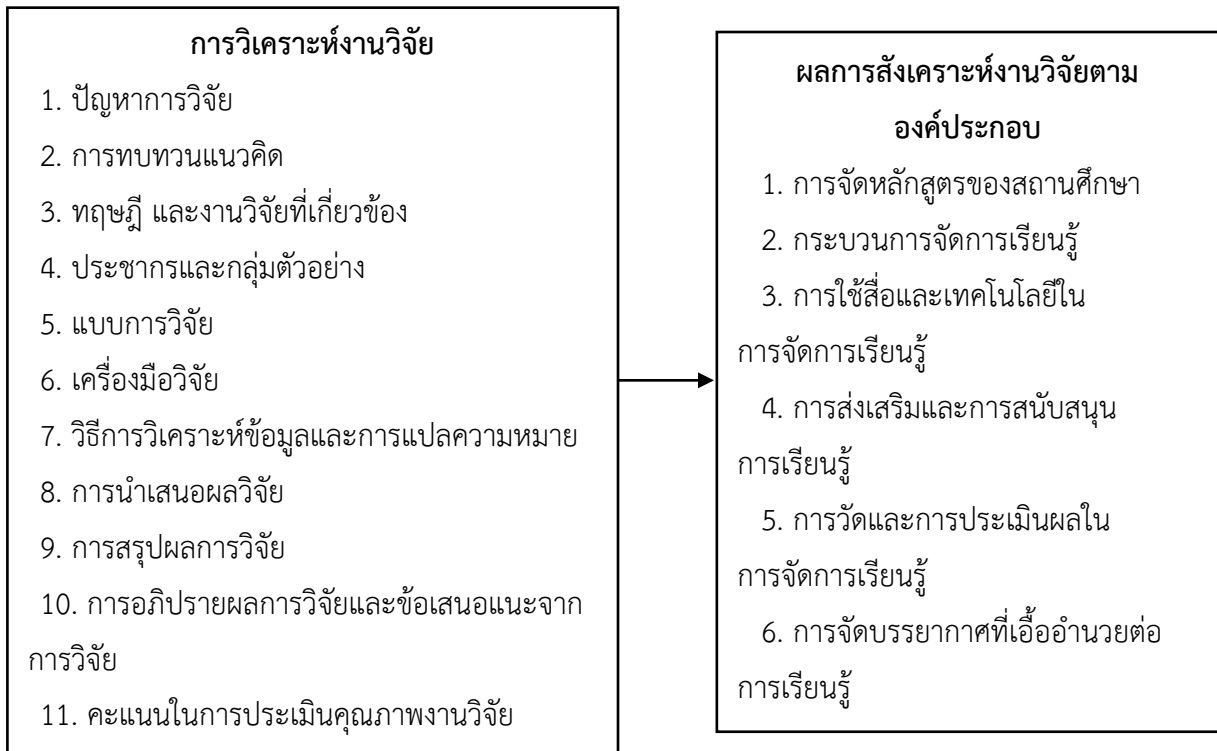 การวิเคราะห์งานวิจัย
1. ปัญหาการวิจัย
2. การทบทวนแนวคิด
3. ทฤษฎี และงานวิจัยที่เกี่ยวข้อง
4. ประชากรและกลุ่มตัวอย่าง
5. แบบการวิจัย
6. เครื่องมือวิจัย
7. วิธีการวิเคราะห์ข้อมูลและการแปลความหมาย
8. การนำเสนอผลวิจัย
9. การสรุปผลการวิจัย
10. การอภิปรายผลการวิจัยและข้อเสนอแนะจาก
การวิจัย
11. คะแนนในการประเมินคุณภาพงานวิจัย
ผลการสังเคราะห์งานวิจัยตาม
องค์ประกอบ
1. การจัดหลักสูตรของสถานศึกษา
2. กระบวนการจัดการเรียนรู้
3. การใช้สื่อและเทคโนโลยีใน
การจัดการเรียนรู้
4. การส่งเสริมและการสนับสนุน
การเรียนรู้
5. การวัดและการประเมินผลใน
การจัดการเรียนรู้
6. การจัดบรรยากาศที่เอื้ออำนวยต่อ
การเรียนรู้